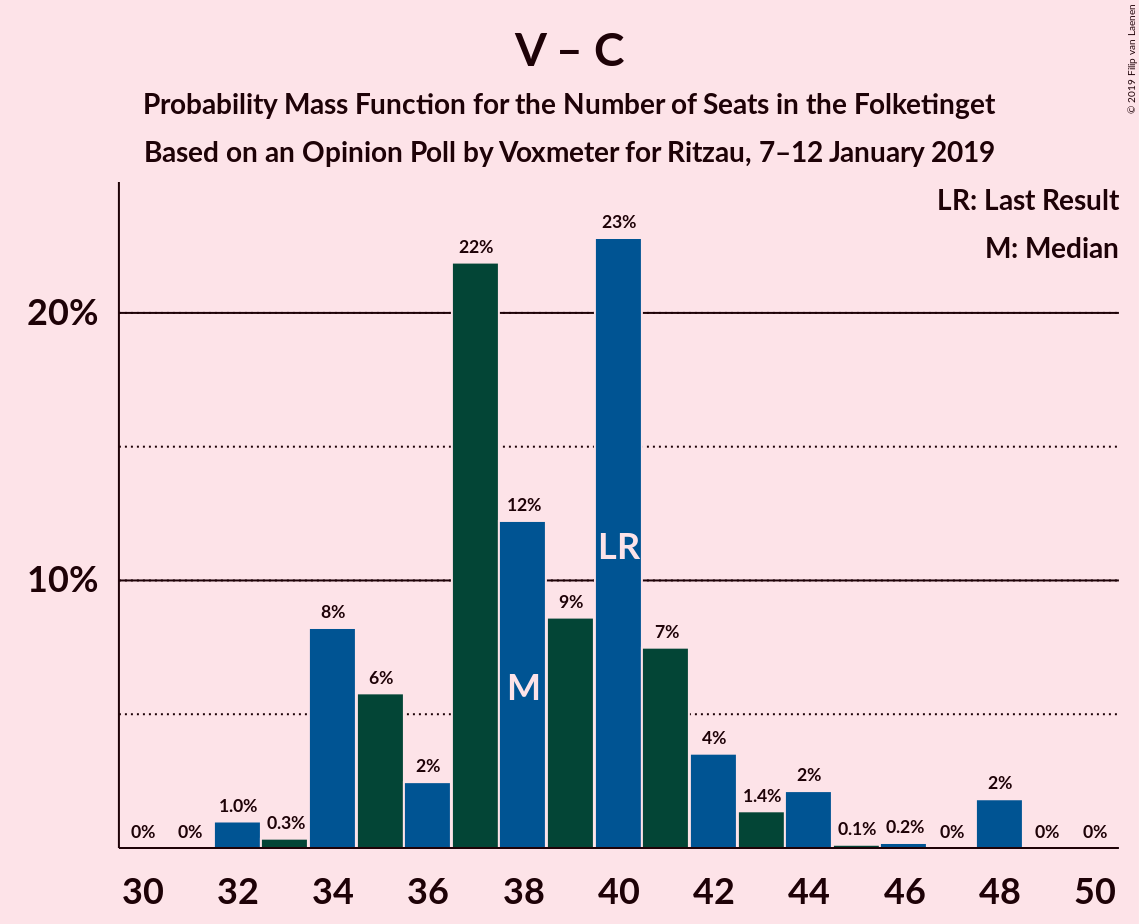 V – C
Probability Mass Function for the Number of Seats in the Folketinget
Based on an Opinion Poll by Voxmeter for Ritzau, 7–12 January 2019
© 2019 Filip van Laenen
LR: Last Result
M: Median
20%
10%
0%
0%
1.0%
0.3%
8%
6%
2%
22%
12%
9%
23%
7%
4%
1.4%
2%
0.1%
0.2%
0%
2%
0%
0%
LR
M
30 32 34 36 38 40 42 44 46 48 50